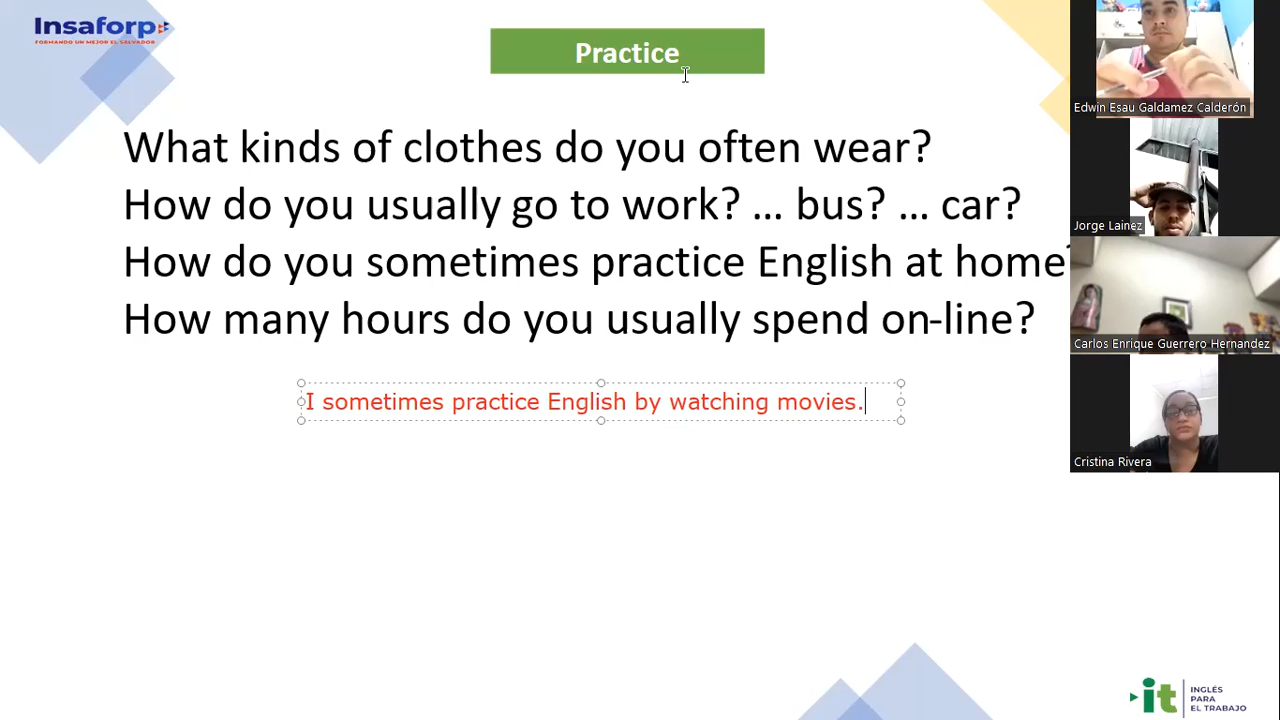 Insaforp
FORMANDO UN MEJOR EL SALVADOR
Practice
What kinds of clothes do you often wear?
How do you usually go to work? ... bus? ... car?
How do you sometimes practice English at home?
How many hours do you usually spend on-line?
I sometimes practice English by watching movies.
Edwin Esau Galdamez Calderón
Jorge Lainez
Carlos Enrique Guerrero Hernandez
Cristina Rivera
it
INGLÉS
PARA
EL TRABAJO